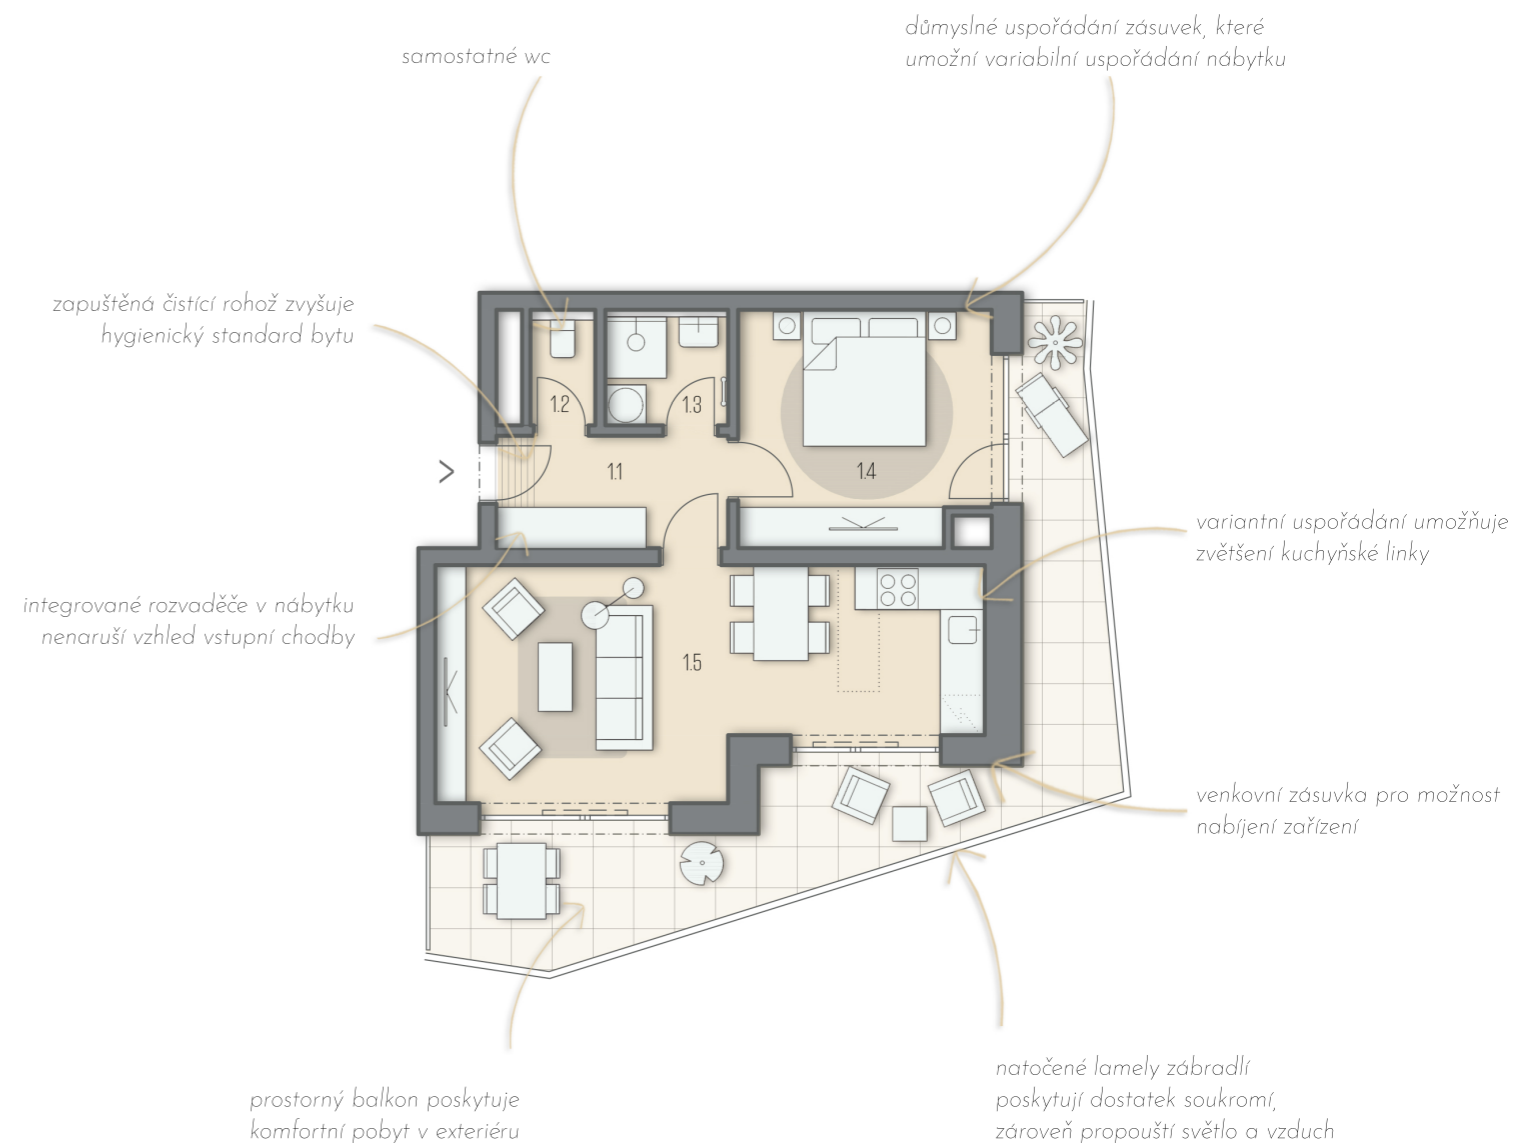 důmyslné uspořádání zásuvek, které
umožní variabilní uspořádání nábytku
samostatné wc
zapuštěná čistící rohož zvyšuje
hygienický standard bytu
1.2
1.3
1.1
1.4
variantní uspořádání umožňuje
zvětšení kuchyňské linky
integrované rozvaděče v nábytku
nenaruší vzhled vstupní chodby
1.5
venkovní zásuvka pro možnost
nabíjení zařízení
prostorný balkon poskytuje
komfortní pobyt v exteriéru
natočené lamely zábradlí
poskytují dostatek soukromí,
zároveň propouští světlo a vzduch